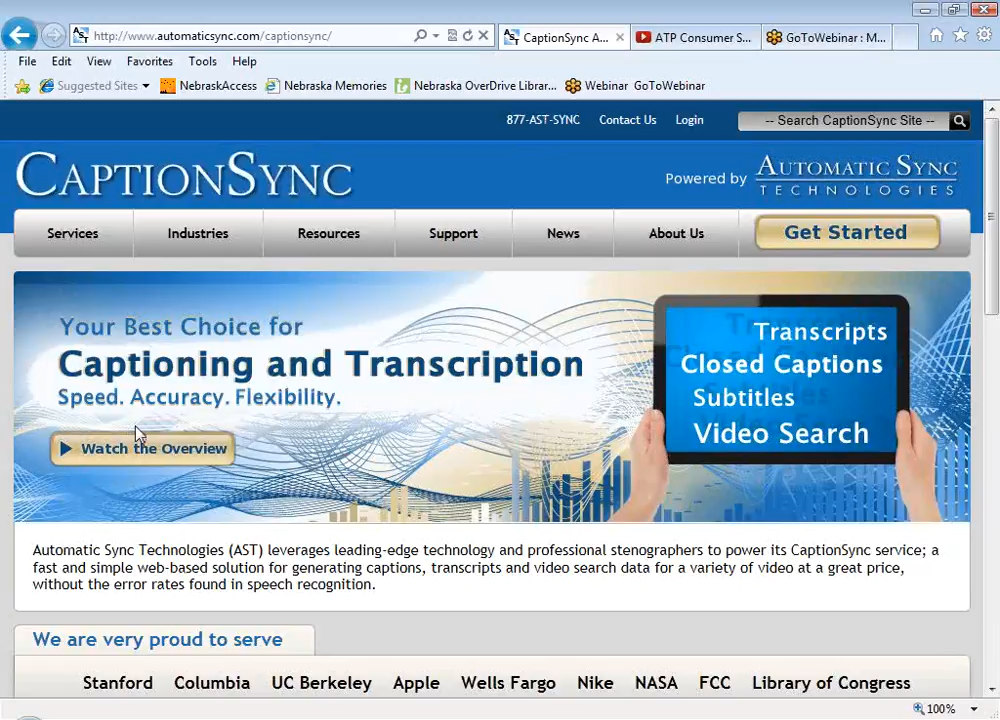 http://www.automaticsync.com/captionsync/
CaptionSync A...
ATP Consumer S...
GoToWebinar : M...
File Edit View Favorites Tools Help
Suggested Sites NebraskAccess Nebraska Memories Nebraska OverDrive Librar... Webinar GoToWebinar
877-AST-SYNC Contact Us Login -- Search CaptionSync Site --
CAPTIONSYNC
Powered by AUTOMATIC SYNC
TECHNOLOGIES
Services Industries Resources Support News About Us Get Started
Your Best Choice for
Captioning and Transcription
Speed. Accuracy. Flexibility.
Watch the Overview
Transcripts
Closed Captions
Subtitles
Video Search
Automatic Sync Technologies (AST) leverages leading-edge technology and professional stenographers to power its CaptionSync service; a
fast and simple web-based solution for generating captions, transcripts and video search data for a variety of video at a great price,
without the error rates found in speech recognition.
We are very proud to serve
Stanford Columbia UC Berkeley Apple Wells Fargo Nike NASA FCC Library of Congress
100%